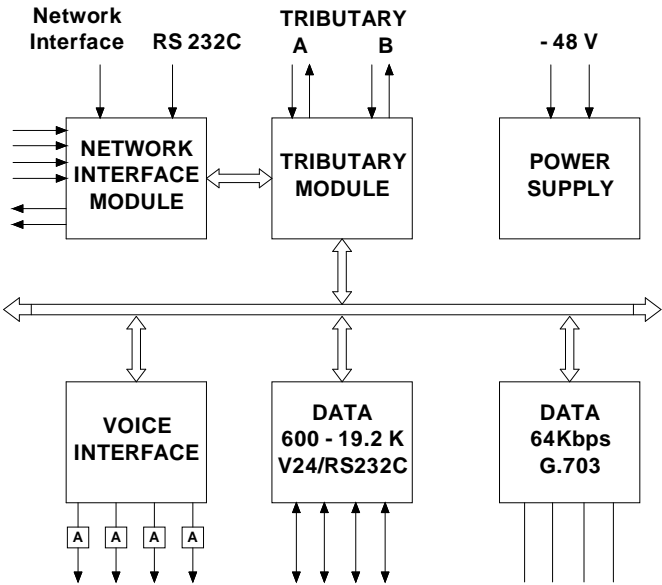 Network
Interface
RS 232C
TRIBUTARY
A
B
- 48 V
NETWORK
INTERFACE
MODULE
TRIBUTARY
MODULE
POWER
SUPPLY
VOICE
INTERFACE
DATA
600 - 19.2 K
V24/RS232C
DATA
64Kbps
G.703
A
A
A
A